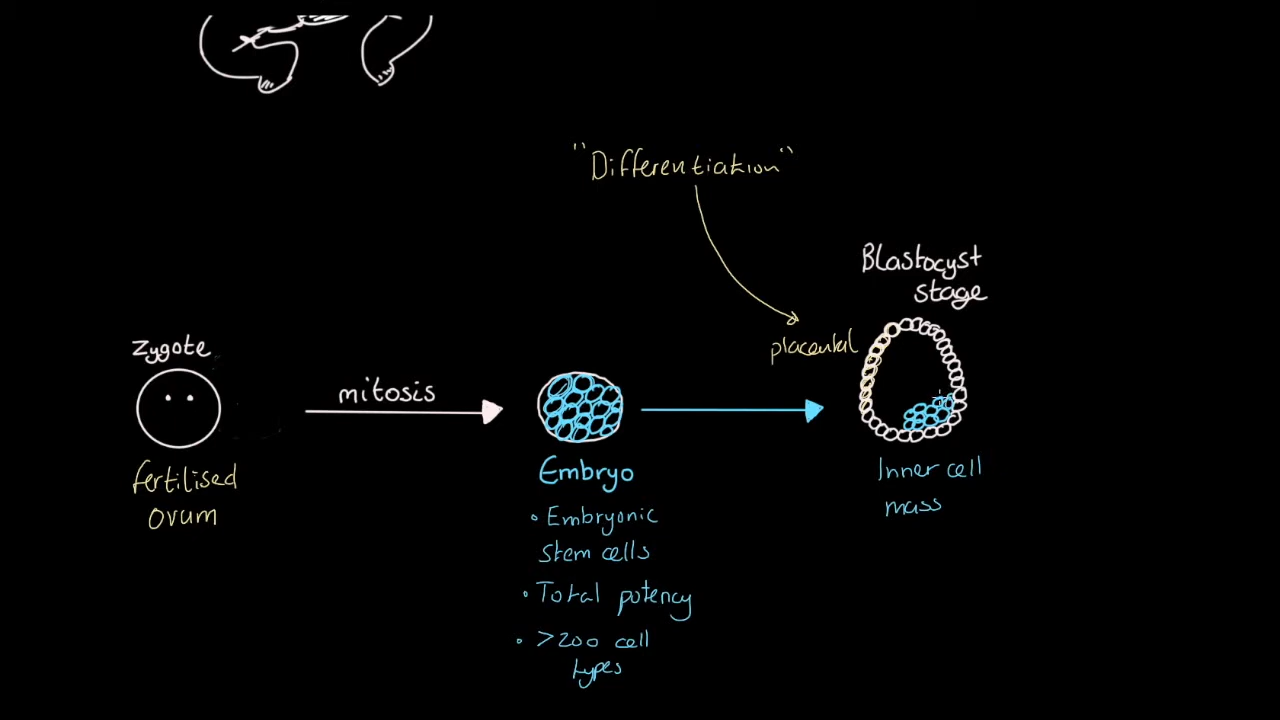 "Differentiation"
Blastocyst
stage
placental
Zygote
mitosis
fertilised
ovum
Embryo
• Embryonic
stem cells
• Total potency
• >200 cell
types
Inner cell
mass